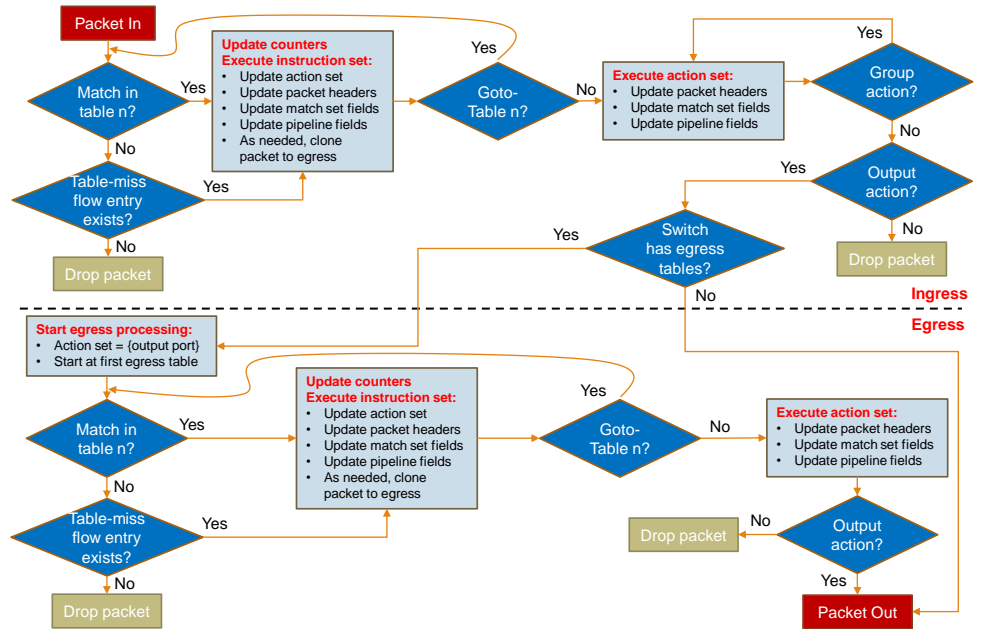 Packet In
Match in
table n?
Yes
No
Table-miss
flow entry
exists?
Yes
No
Drop packet
Update counters
Execute instruction set:
• Update action set
• Update packet headers
• Update match set fields
• Update pipeline fields
• As needed, clone
packet to egress
Yes
Goto-
Table n?
No
Execute action set:
• Update packet headers
• Update match set fields
• Update pipeline fields
Yes
Group
action?
No
Output
action?
Yes
No
Drop packet
Switch
has egress
tables?
Yes
No
Ingress
Egress
Start egress processing:
• Action set = {output port}
• Start at first egress table
Match in
table n?
Yes
No
Table-miss
flow entry
exists?
Yes
No
Drop packet
Update counters
Execute instruction set:
• Update action set
• Update packet headers
• Update match set fields
• Update pipeline fields
• As needed, clone
packet to egress
Yes
Goto-
Table n?
No
Execute action set:
• Update packet headers
• Update match set fields
• Update pipeline fields
Output
action?
No
Drop packet
Yes
Packet Out